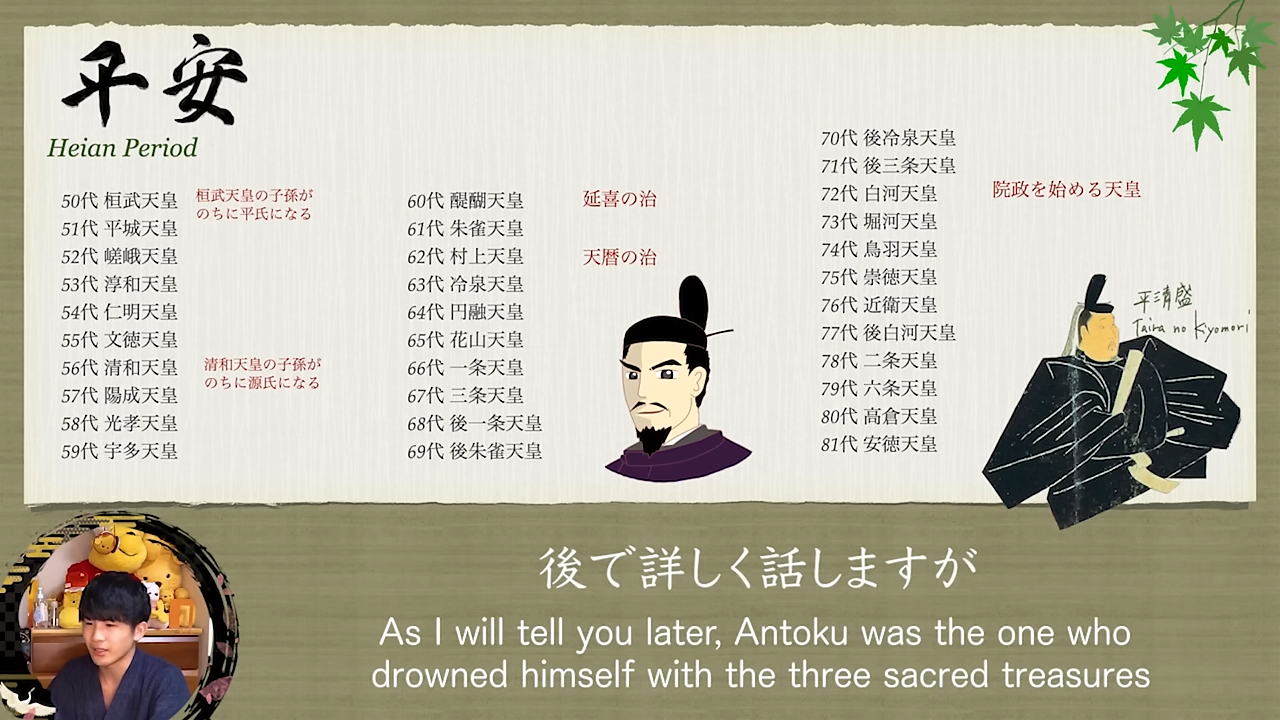 平安
Heian Period
50代 桓武天皇
桓武天皇の子孫が
のちに平氏になる
51代 平城天皇
52代 嵯峨天皇
53代 淳和天皇
54代 仁明天皇
55代 文徳天皇
56代 清和天皇
清和天皇の子孫が
のちに源氏になる
57代 陽成天皇
58代 光孝天皇
59代 宇多天皇
60代 醍醐天皇
延喜の治
61代 朱雀天皇
62代 村上天皇
天暦の治
63代 冷泉天皇
64代 円融天皇
65代 花山天皇
66代 一条天皇
67代 三条天皇
68代 後一条天皇
69代 後朱雀天皇
70代 後冷泉天皇
71代 後三条天皇
72代 白河天皇
院政を始める天皇
73代 堀河天皇
74代 鳥羽天皇
75代 崇徳天皇
76代 近衛天皇
77代 後白河天皇
78代 二条天皇
79代 六条天皇
80代 高倉天皇
81代 安徳天皇
平清盛
Taira no Kiyomori
後で詳しく話しますが
As I will tell you later, Antoku was the one who
drowned himself with the three sacred treasures